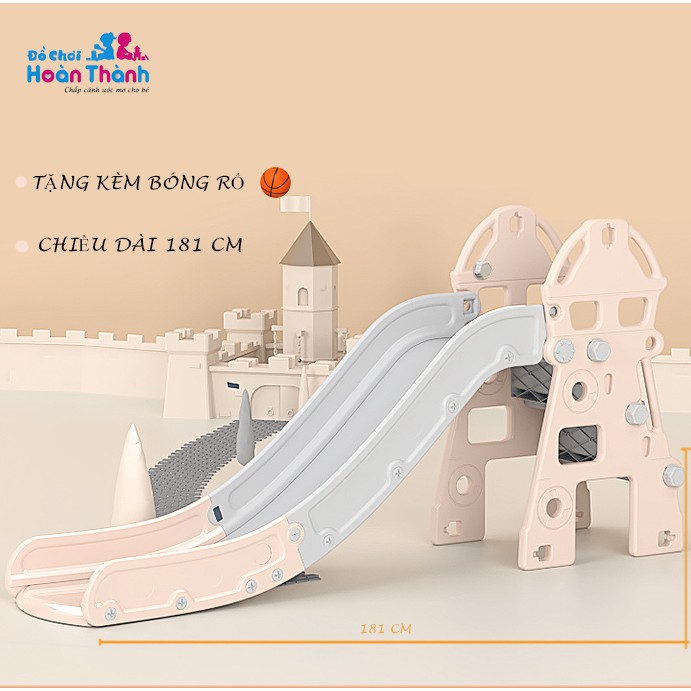 Đồ Chơi
Hoàn Thành
Chắp cánh ước mơ cho bé
TẶNG KÈM BÓNG RỔ
CHIỀU DÀI 181 CM
181 CM